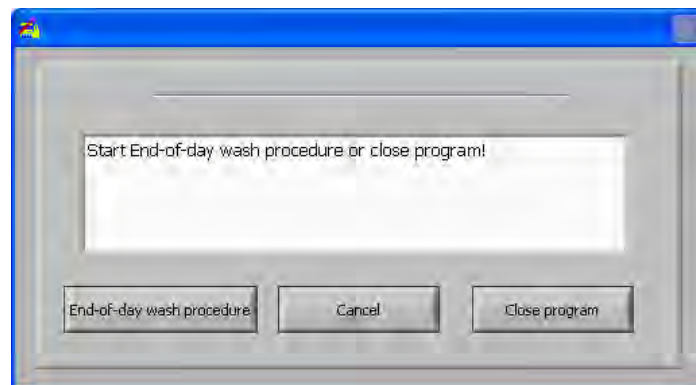 Start End-of-day wash procedure or close program!
End-of-day wash procedure Cancel Close program